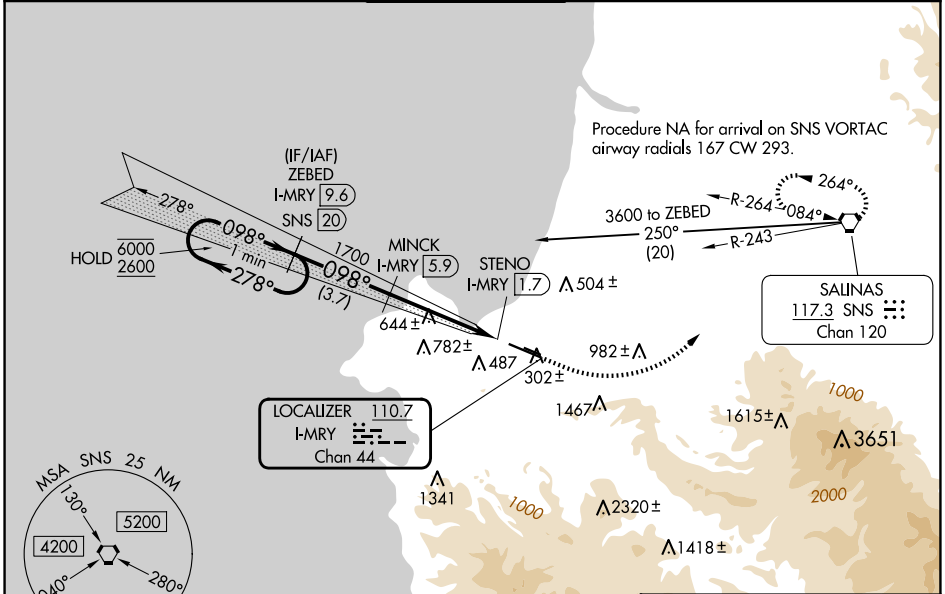 Procedure NA for arrival on SNS VORTAC
airway radials 167 CW 293.
(IF/IAF)
ZEBED
I-MRY 9.6
SNS 20
278°
098°
1 min
278°
HOLD 6000
2600
1700
098°
(3.7)
MINCK
I-MRY 5.9
STENO
I-MRY 1.7
3600 to ZEBED
250°
(20)
R-264
084°
264°
R-243
SALINAS
117.3 SNS
Chan 120
504 ±
644 ±
782 ±
487
302 ±
982 ±
1467
1615 ±
3651
1000
2000
LOCALIZER 110.7
I-MRY
Chan 44
1341
1000
2320 ±
1418 ±
MSA SNS 25 NM
130°
5200
4200
040°
280°